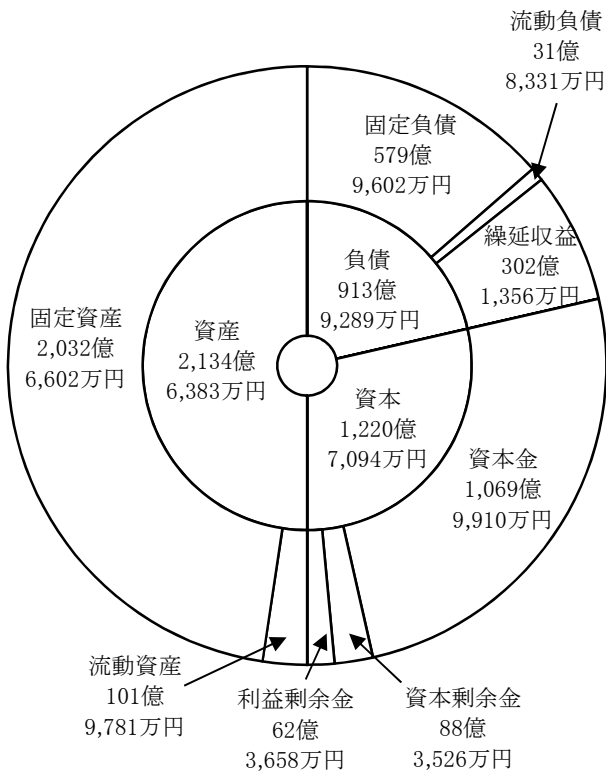 流動負債
31億
8,331万円
固定負債
579億
9,602万円
繰延収益
302億
1,356万円
負債
913億
9,289万円
固定資産
2,032億
6,602万円
資産
2,134億
6,383万円
資本
1,220億
7,094万円
資本金
1,069億
9,910万円
流動資産
101億
9,781万円
利益剰余金
62億
3,658万円
資本剰余金
88億
3,526万円